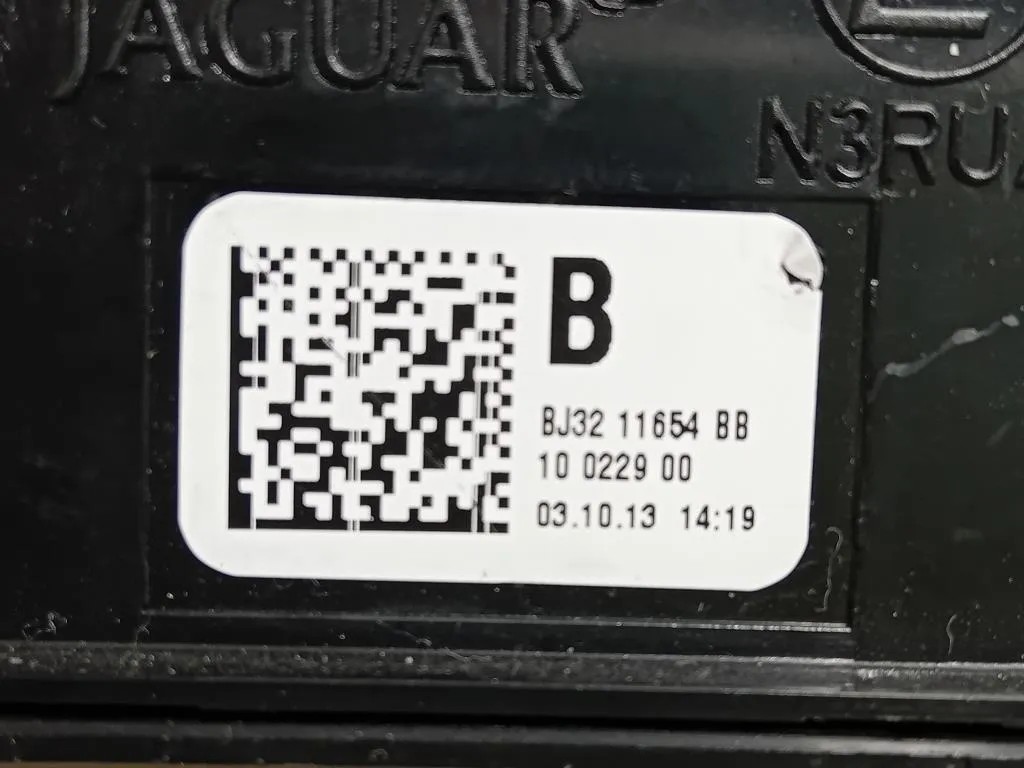 JAGUAR
N3RU
B
BJ32 11654 BB
10 0229 00
03.10.13 14:19